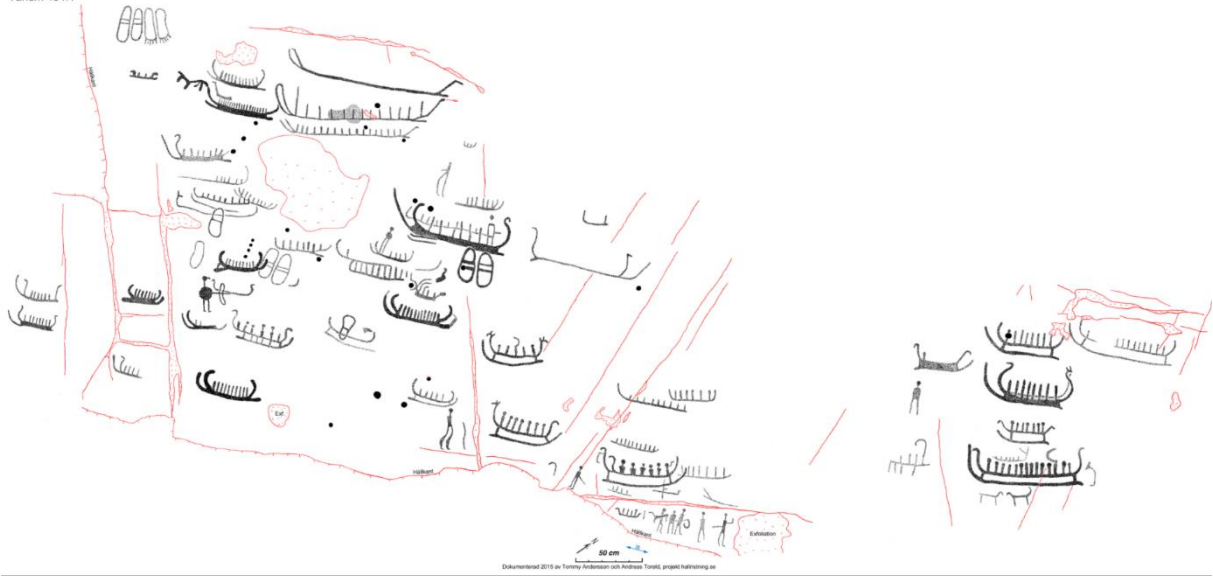 Hällkant
Exf.
Hällkant
Hällkant
Exfoliation
N
50 cm
Dokumenterad 2015 av Tommy Andersson och Andreas Toreld, projekt hallristning.se